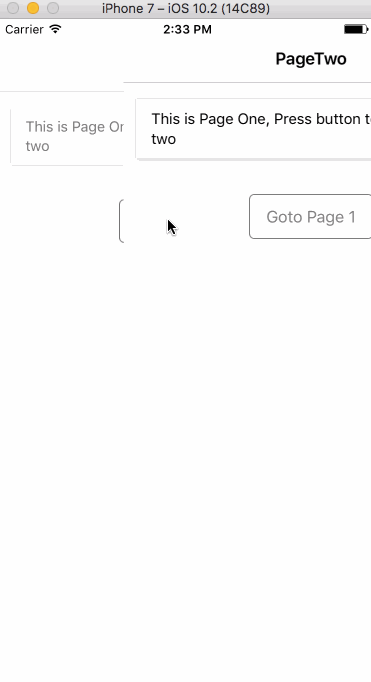 iPhone 7 – iOS 10.2 (14C89)
Carrier 2:33 PM
PageTwo
This is Page One, Press button t
two
This is Page On
two
Goto Page 1